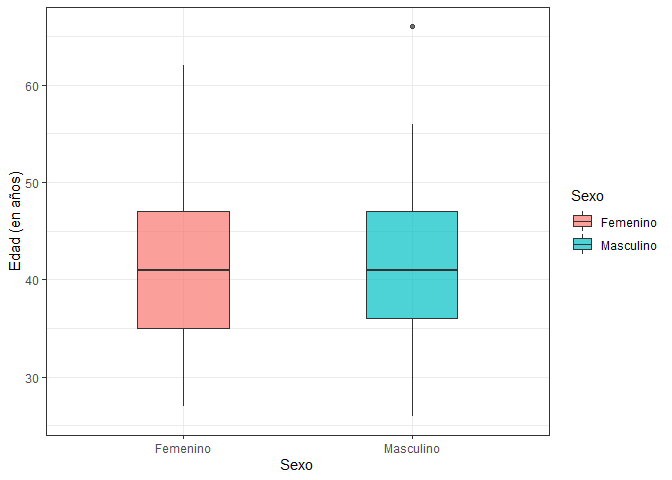 Edad (en años)
60
50
40
30
Femenino
Masculino
Sexo
Sexo
Femenino
Masculino